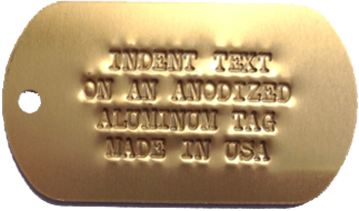 INDENT TEXT
ON AN ANODIZED
ALUMINUM TAG
MADE IN USA